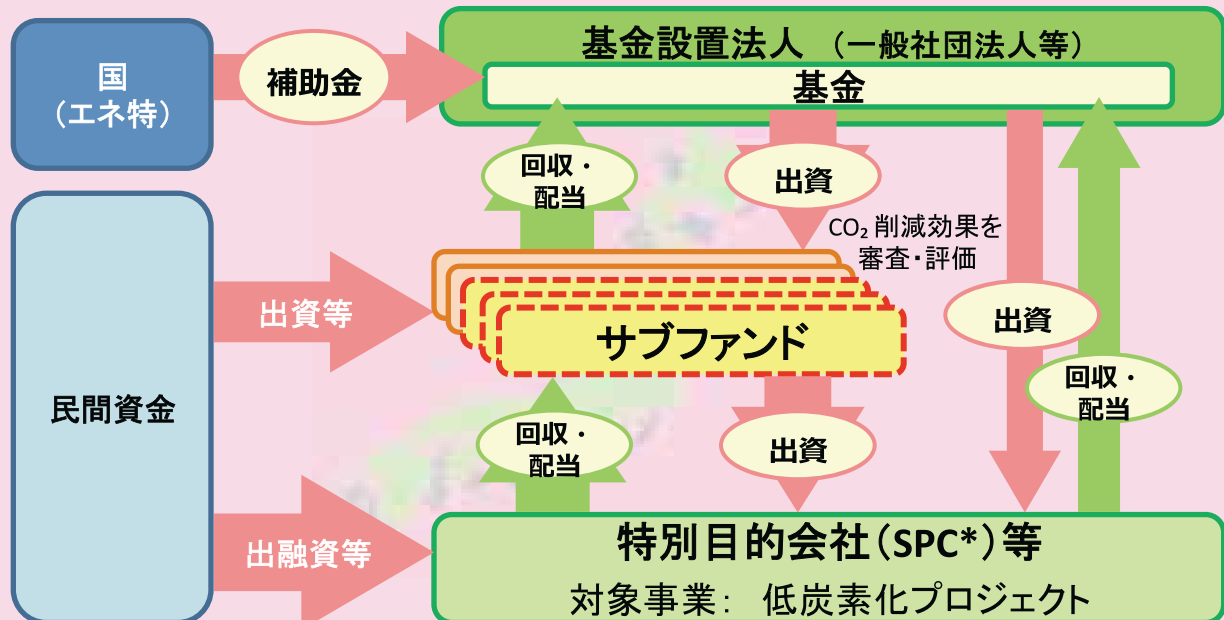 国
（エネ特）
補助金
基金設置法人 （一般社団法人等）
基金
回収・
配当
出資
CO₂ 削減効果を
審査・評価
出資
回収・
配当
出資等
サブファンド
民間資金
回収・
配当
出資
出融資等
特別目的会社（SPC*）等
対象事業： 低炭素化プロジェクト